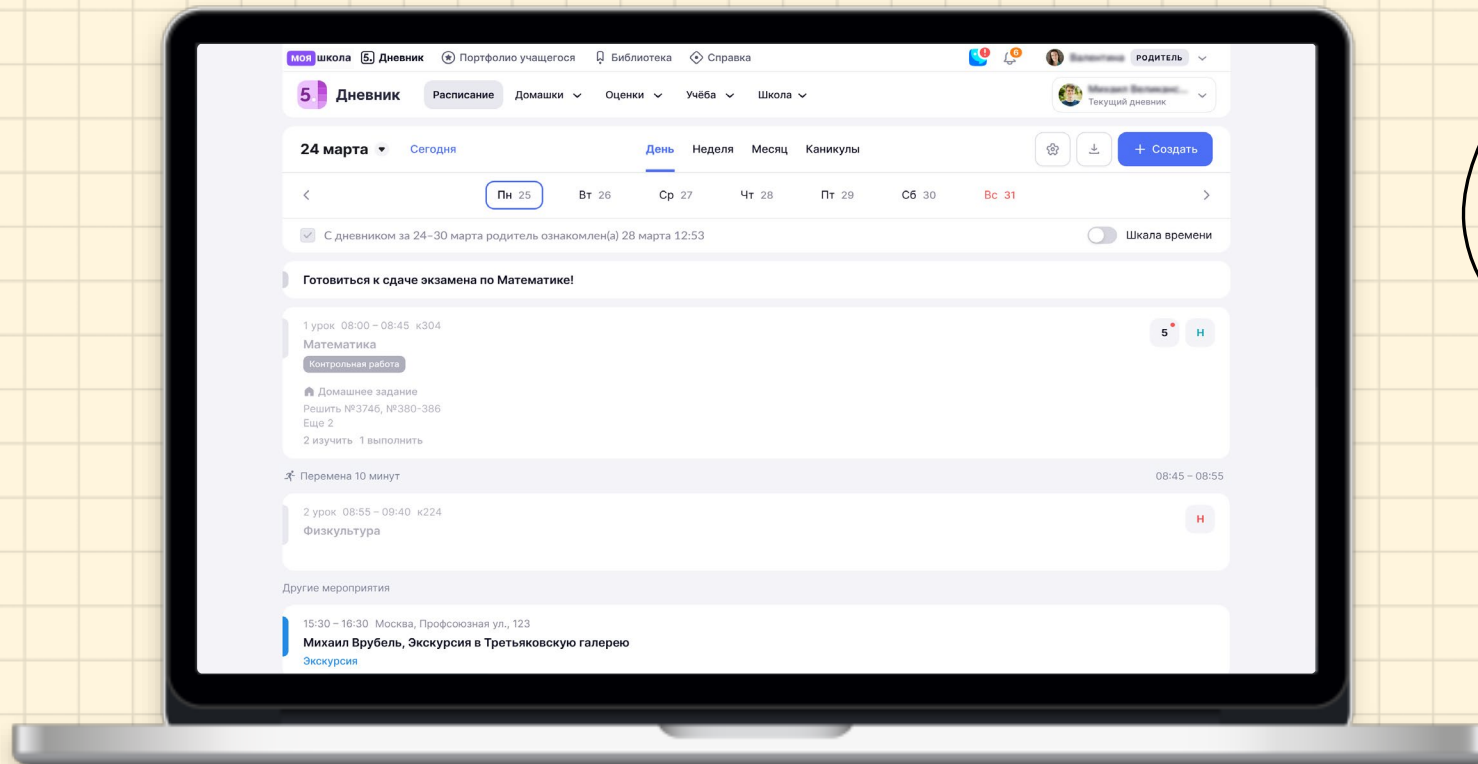 моя школа 5. Дневник Портфолио учащегося Библиотека Справка 6 РОДИТЕЛЬ
5. Дневник Расписание Домашки Оценки Учёба Школа
Текущий дневник
24 марта Сегодня День Неделя Месяц Каникулы + Создать
Пн 25 Вт 26 Ср 27 Чт 28 Пт 29 Сб 30 Вс 31
С дневником за 24–30 марта родитель ознакомлен(а) 28 марта 12:53 Шкала времени
Готовиться к сдаче экзамена по Математике!
1 урок 08:00 – 08:45 к304
Математика 5 Н
Контрольная работа
Домашнее задание
Решить №374б, №380-386
Еще 2
2 изучить 1 выполнить
Перемена 10 минут 08:45 – 08:55
2 урок 08:55 – 09:40 к224
Физкультура Н
Другие мероприятия
15:30 – 16:30 Москва, Профсоюзная ул., 123
Михаил Врубель, Экскурсия в Третьяковскую галерею
Экскурсия